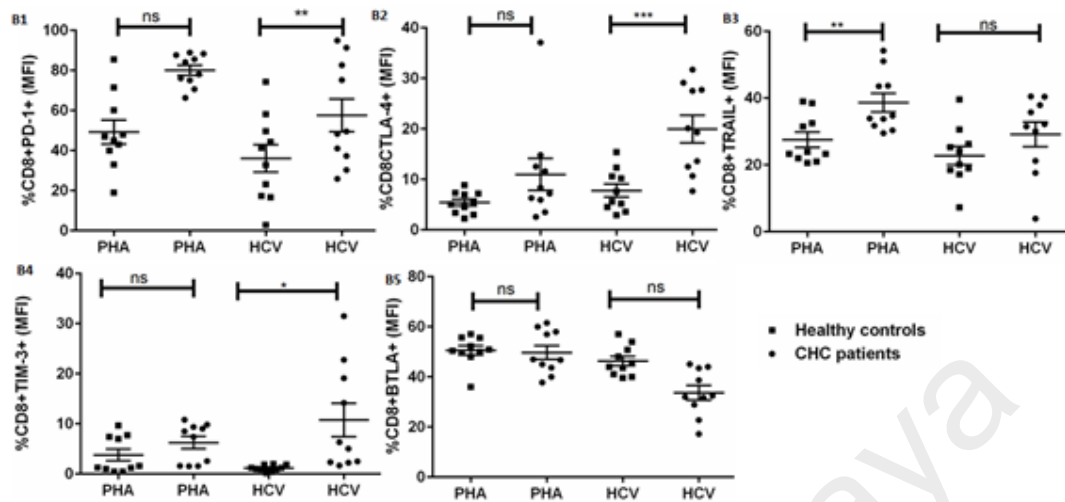 B1
ns
**
%CD8+PD-1+ (MFI)
100
80
60
40
20
0
PHA PHA HCV HCV
B2
ns
***
%CD8CTLA-4+ (MFI)
40
30
20
10
0
PHA PHA HCV HCV
B3
**
ns
%CD8+TRAIL+ (MFI)
60
40
20
0
PHA PHA HCV HCV
B4
ns
*
%CD8+TIM-3+ (MFI)
40
30
20
10
0
PHA PHA HCV HCV
B5
ns
ns
%CD8+BTLA+ (MFI)
80
60
40
20
0
PHA PHA HCV HCV
Healthy controls
CHC patients
aya